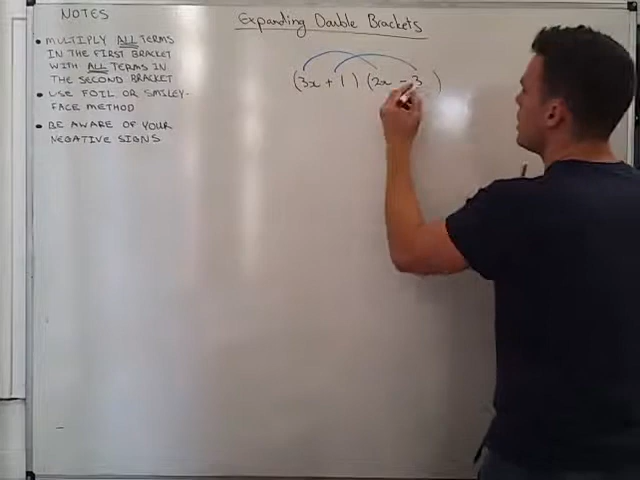 NOTES
Expanding Double Brackets
• MULTIPLY ALL TERMS
IN THE FIRST BRACKET
WITH ALL TERMS IN
THE SECOND BRACKET
• USE FOIL OR SMILEY-
FACE METHOD
• BE AWARE OF YOUR
NEGATIVE SIGNS
(3x + 1) (2x - 3)